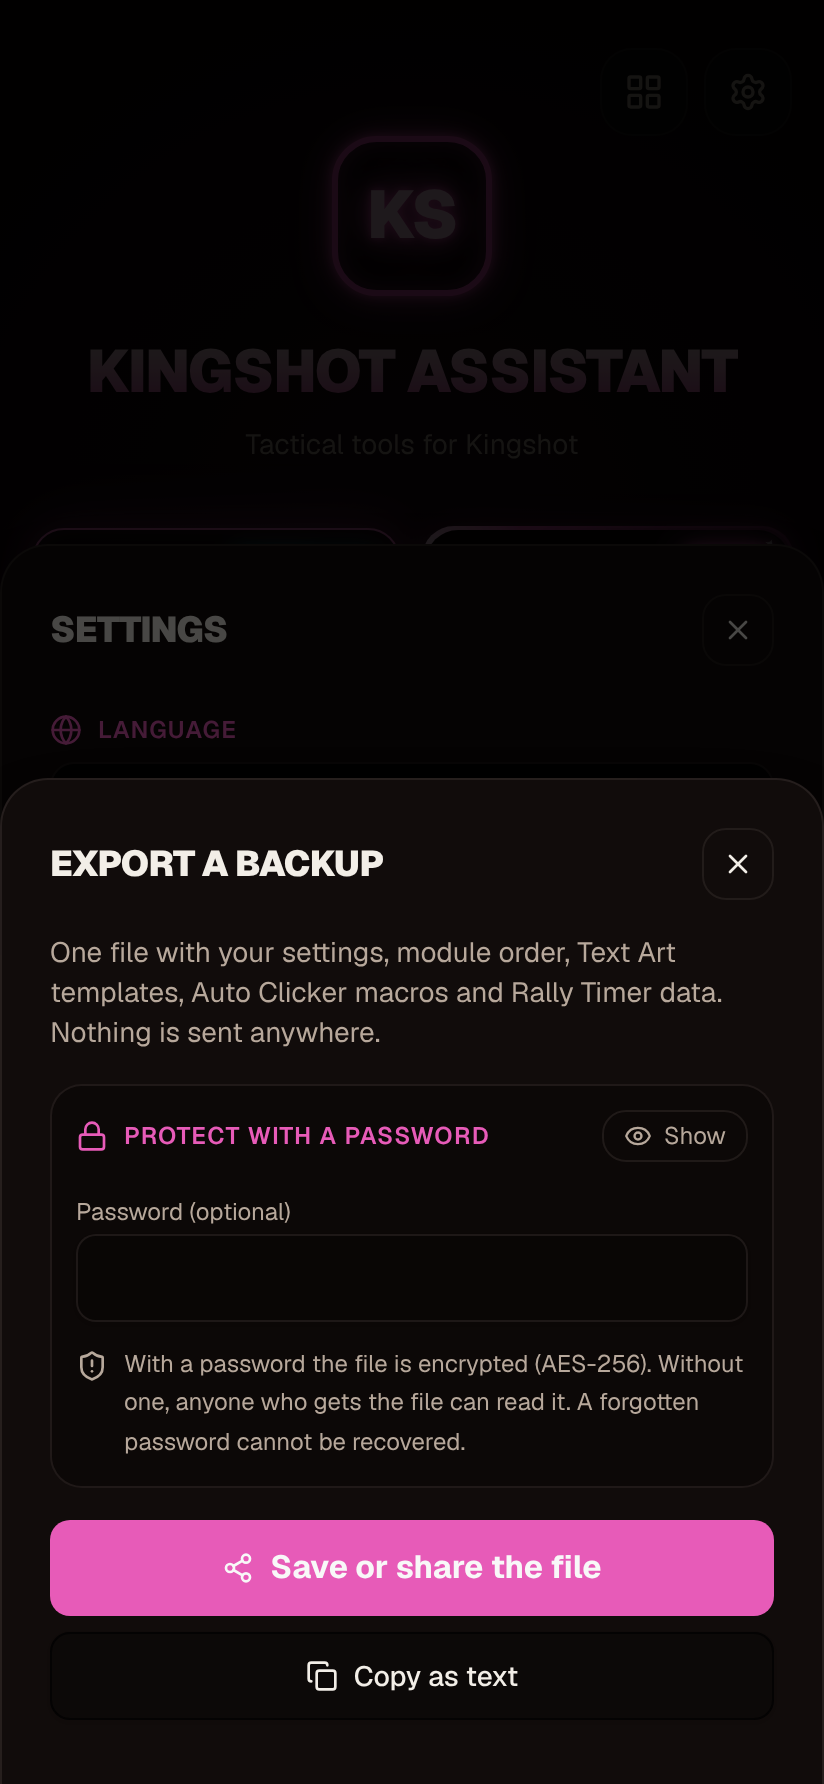 KS
KINGSHOT ASSISTANT
Tactical tools for Kingshot
SETTINGS
LANGUAGE
EXPORT A BACKUP
One file with your settings, module order, Text Art
templates, Auto Clicker macros and Rally Timer data.
Nothing is sent anywhere.
PROTECT WITH A PASSWORD
Show
Password (optional)
With a password the file is encrypted (AES-256). Without
one, anyone who gets the file can read it. A forgotten
password cannot be recovered.
Save or share the file
Copy as text